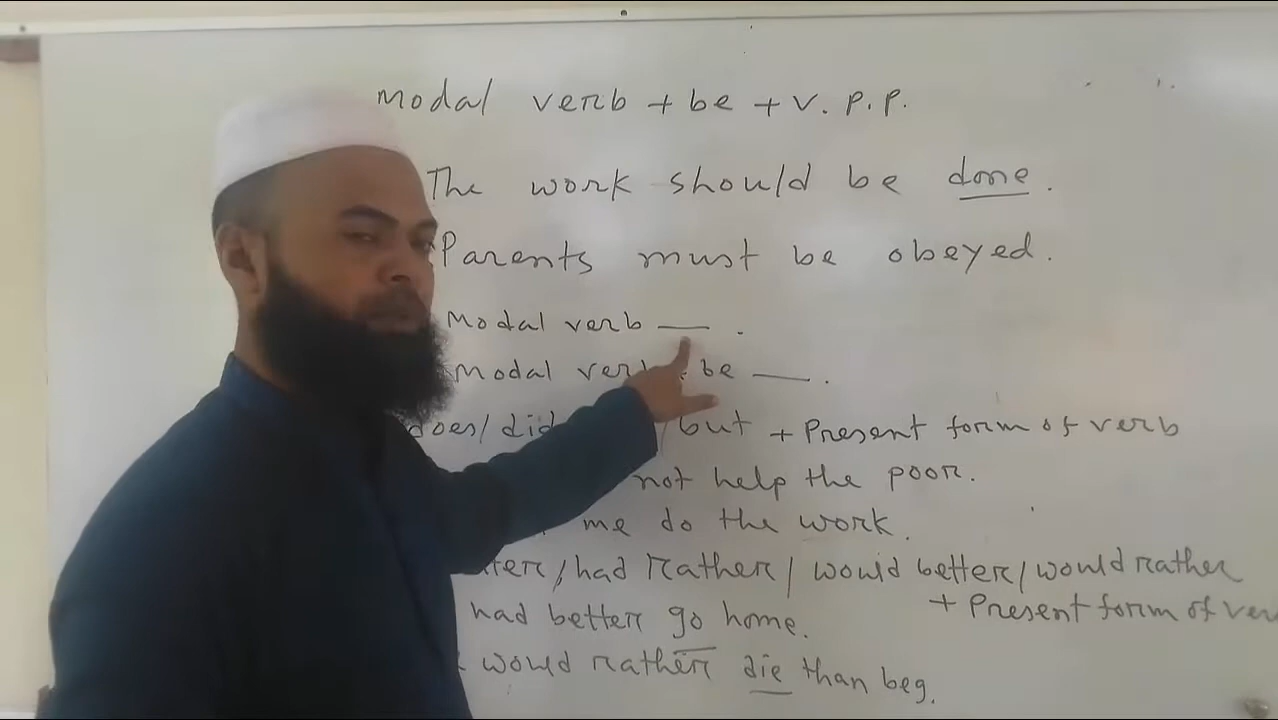 modal verb + be + v. p.p.
The work should be done.
Parents must be obeyed.
Modal verb ___ .
Modal verb be ___ .
does/did /but + Present form of verb
not help the poor.
me do the work.
/had rather/ would better/would rather
+ Present form of
had better go home.
would rather die than beg.